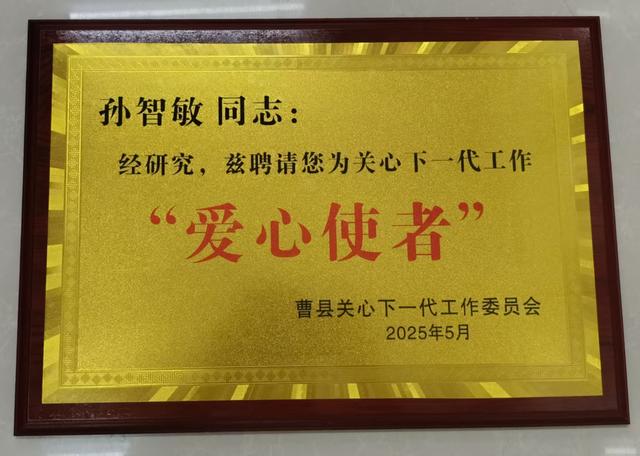 孙智敏 同志：
经研究，兹聘请您为关心下一代工作
“爱心使者”
曹县关心下一代工作委员会
2025年5月